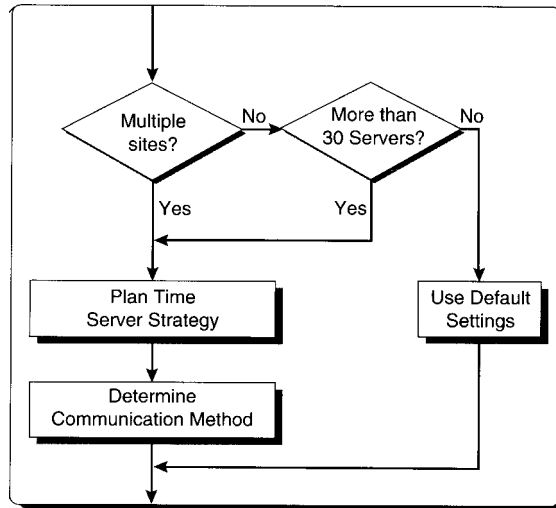 Multiple
sites?
No
More than
30 Servers?
No
Yes
Yes
Plan Time
Server Strategy
Use Default
Settings
Determine
Communication Method